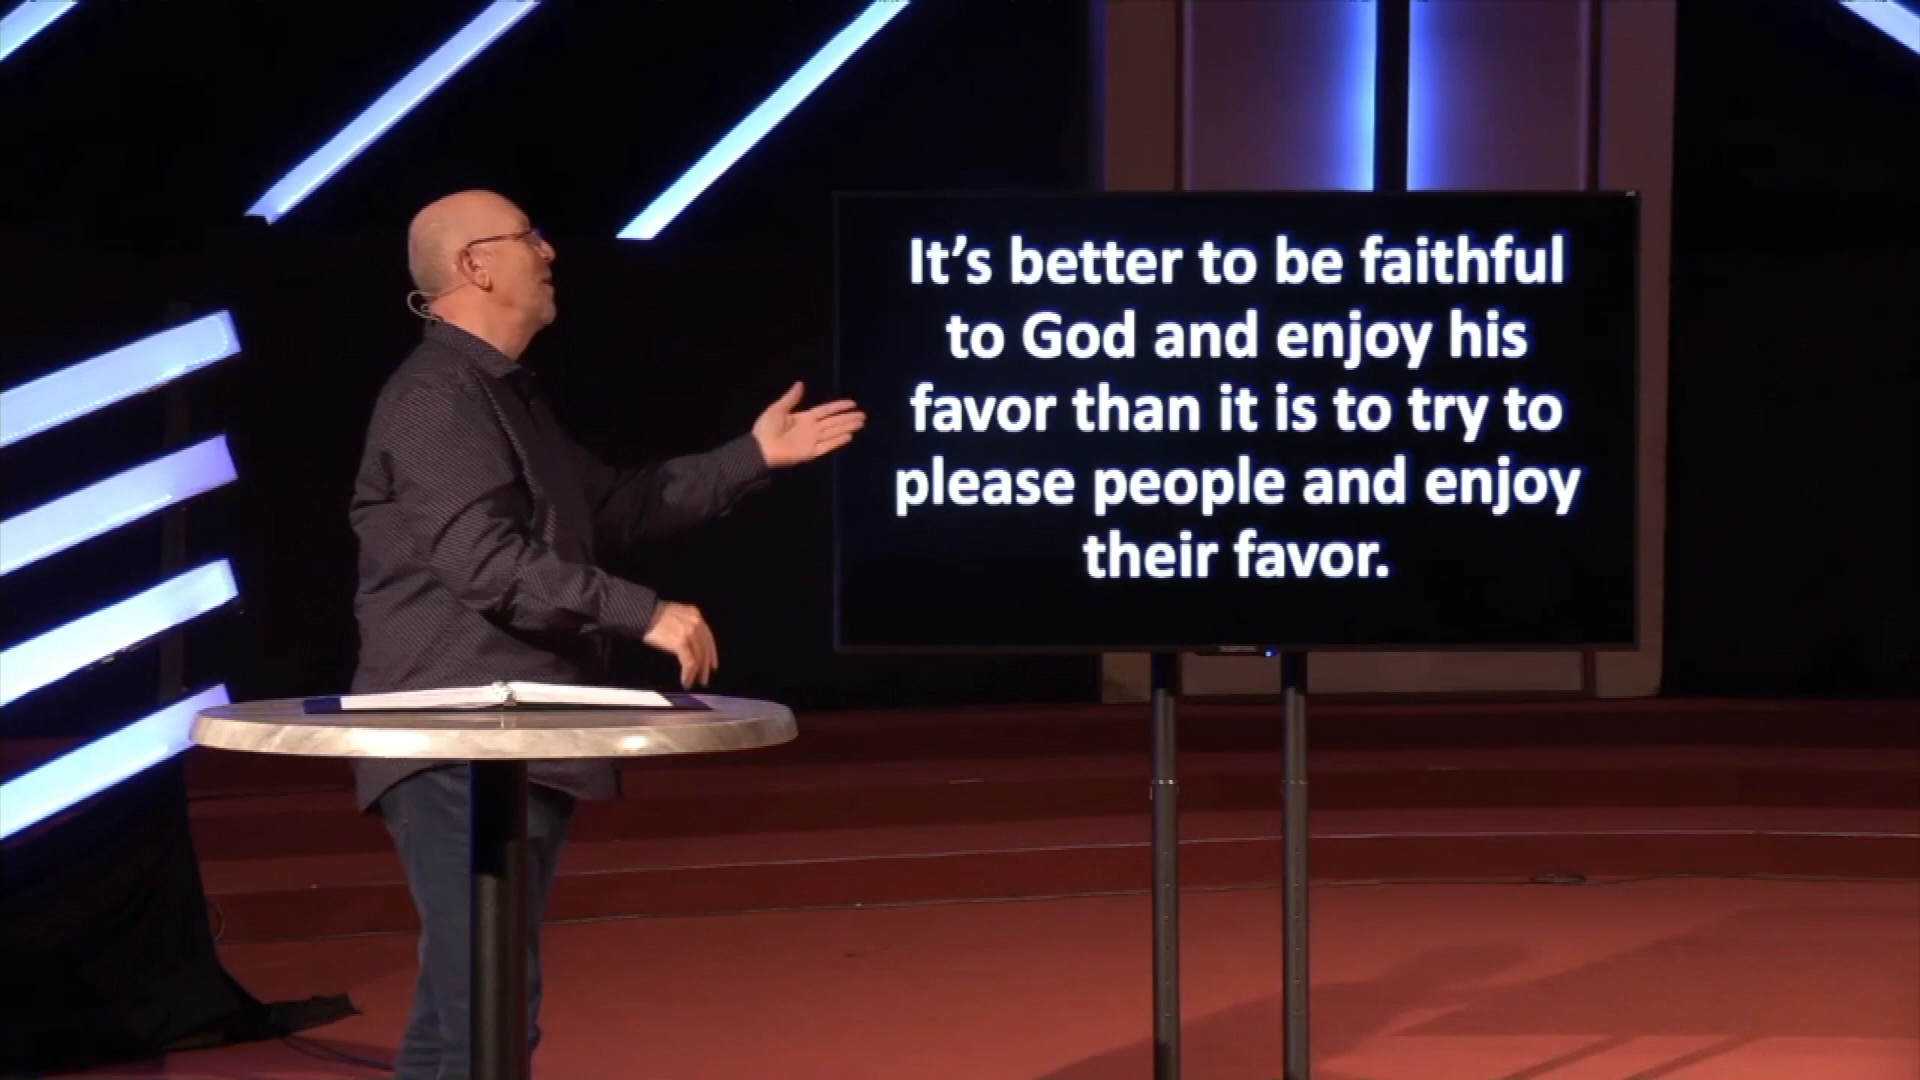 It’s better to be faithful
to God and enjoy his
favor than it is to try to
please people and enjoy
their favor.